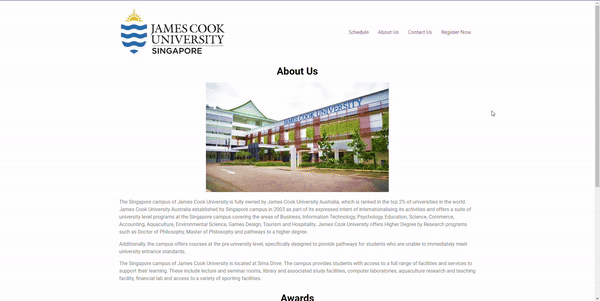 JAMES COOK
UNIVERSITY
SINGAPORE
Schedule About Us Contact Us Register Now
About Us
JAMES COOK UNIVERSITY
The Singapore campus of James Cook University is fully owned by James Cook University Australia, which is ranked in the top 2% of universities in the world.
James Cook University Australia established its Singapore campus in 2003 as part of its expressed intent of internationalising its activities and offers a suite of
university level programs at the Singapore campus covering the areas of Business, Information Technology, Psychology, Education, Science, Commerce,
Accounting, Aquaculture, Environmental Science, Games Design, Tourism and Hospitality. James Cook University offers Higher Degree by Research programs
such as Doctor of Philosophy, Master of Philosophy and pathways to a higher degree.
Additionally, the campus offers courses at the pre-university level, specifically designed to provide pathways for students who are unable to immediately meet
university entrance standards.
The Singapore campus of James Cook University is located at Sims Drive. The campus provides students with access to a full range of facilities and services to
support their learning. These include lecture and seminar rooms, library and associated study facilities, computer laboratories, aquaculture research and teaching
facility, financial lab and access to a variety of sporting facilities.
Awards